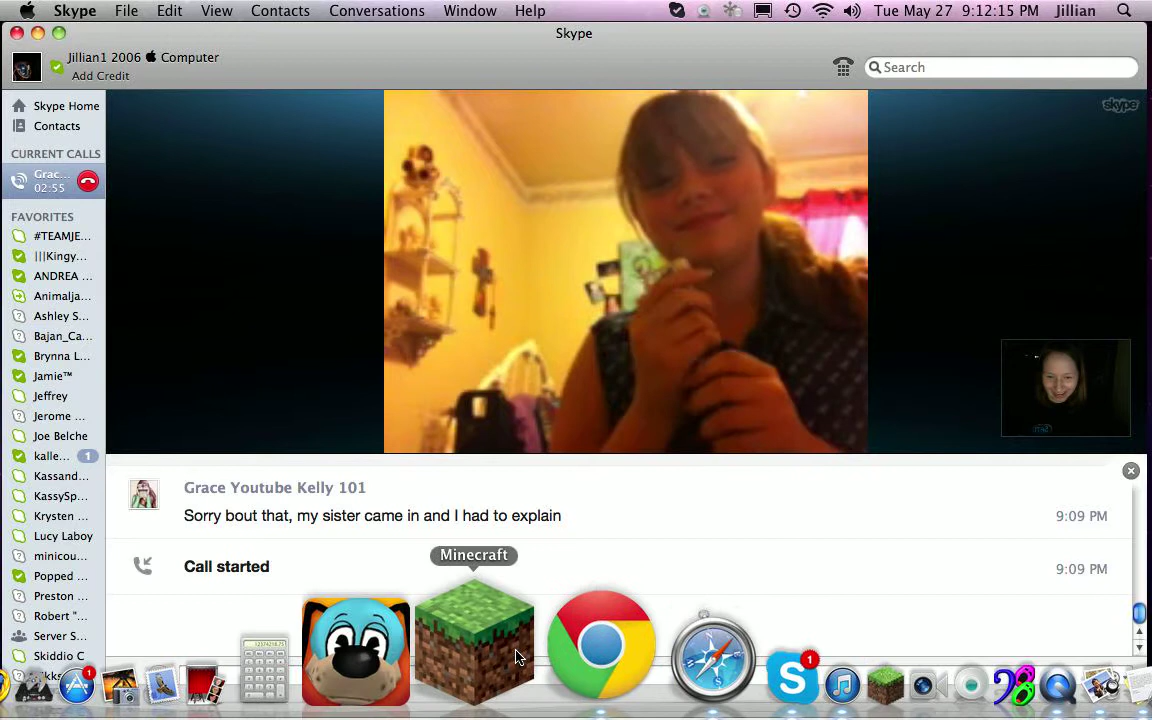 Skype File Edit View Contacts Conversations Window Help Tue May 27 9:12:15 PM Jillian
Skype
Jillian1 2006 Computer
Add Credit
Search
Skype Home
Contacts
CURRENT CALLS
Grac...
02:55
FAVORITES
#TEAMJE...
|||Kingy...
ANDREA ...
Animalja...
Ashley S...
Bajan_Ca...
Brynna L...
Jamie™
Jeffrey
Jerome ...
Joe Belche
kalle... 1
Kassand...
KassySp...
Krysten ...
Lucy Laboy
minicou...
Popped ...
Preston ...
Robert "...
Server S...
Skiddio C
skype
Grace Youtube Kelly 101
Sorry bout that, my sister came in and I had to explain 9:09 PM
Call started 9:09 PM
Minecraft
1
1